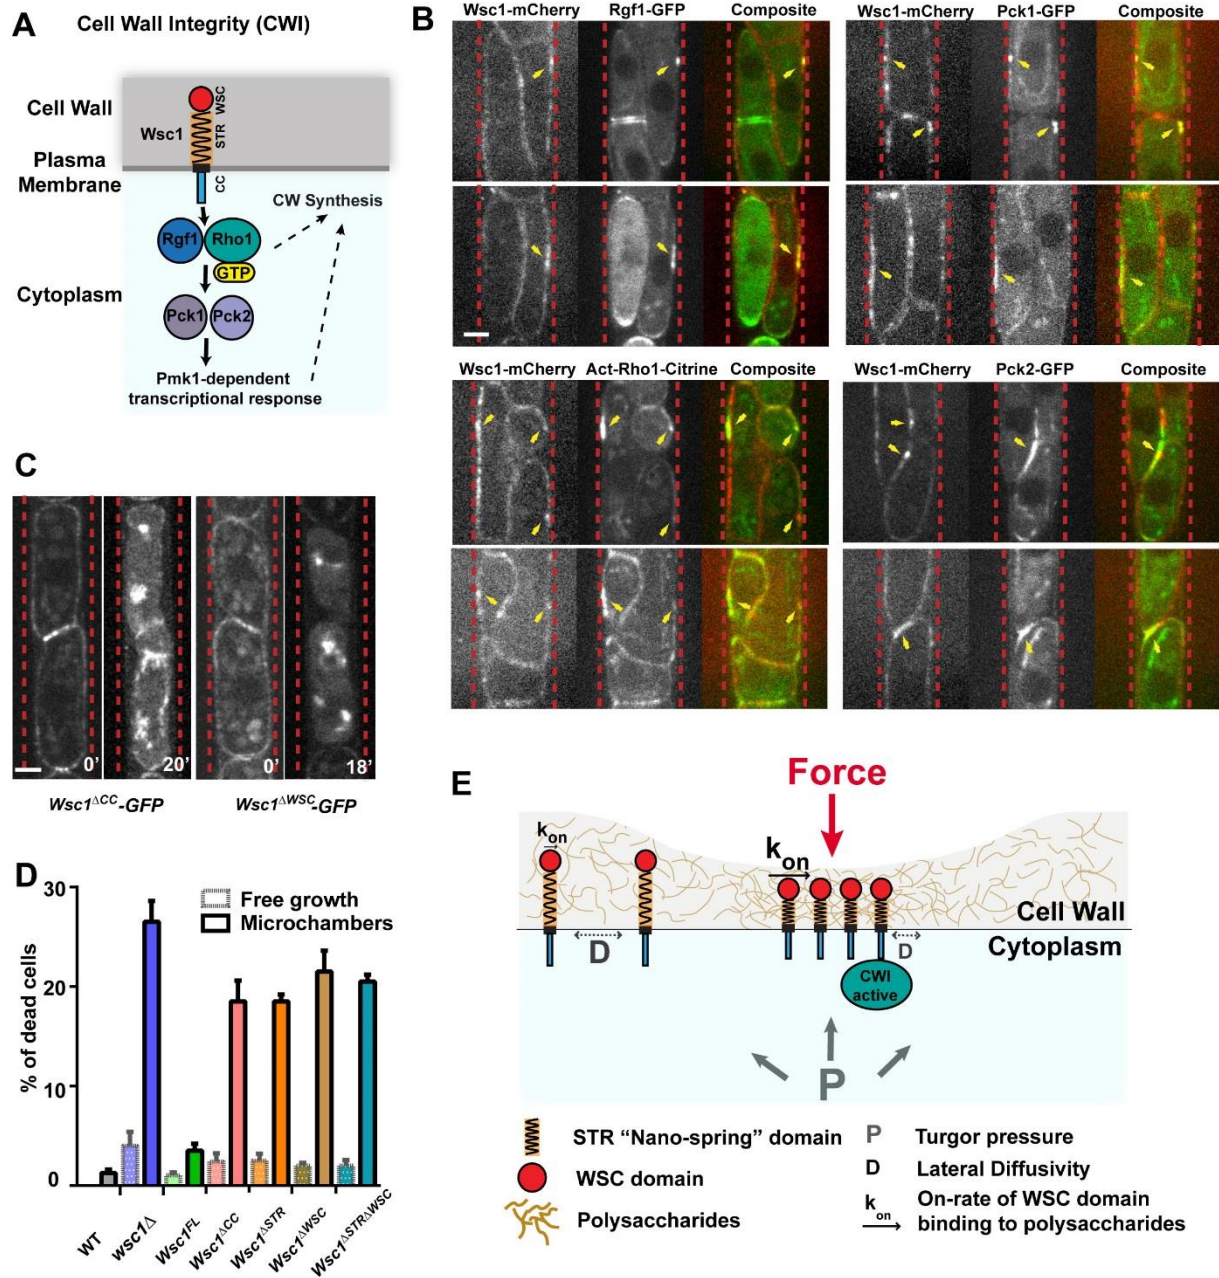 A
Cell Wall Integrity (CWI)
Cell Wall
WSC
Wsc1
STR
Plasma
Membrane
CC
CW Synthesis
Rgf1
Rho1
GTP
Cytoplasm
Pck1
Pck2
Pmk1-dependent
transcriptional response
B
Wsc1-mCherry Rgf1-GFP Composite
Wsc1-mCherry Pck1-GFP Composite
Wsc1-mCherry Act-Rho1-Citrine Composite
Wsc1-mCherry Pck2-GFP Composite
C
0' 20' 0' 18'
Wsc1ΔCC-GFP Wsc1ΔWSC-GFP
D
% of dead cells
30
20
10
0
Free growth
Microchambers
WT
wsc1Δ
Wsc1FL
Wsc1ΔCC
Wsc1ΔSTR
Wsc1ΔWSC
Wsc1ΔSTRΔWSC
E
Force
kon
kon
D
D
Cell Wall
Cytoplasm
CWI
active
P
STR “Nano-spring” domain
WSC domain
Polysaccharides
P Turgor pressure
D Lateral Diffusivity
kon On-rate of WSC domain
binding to polysaccharides